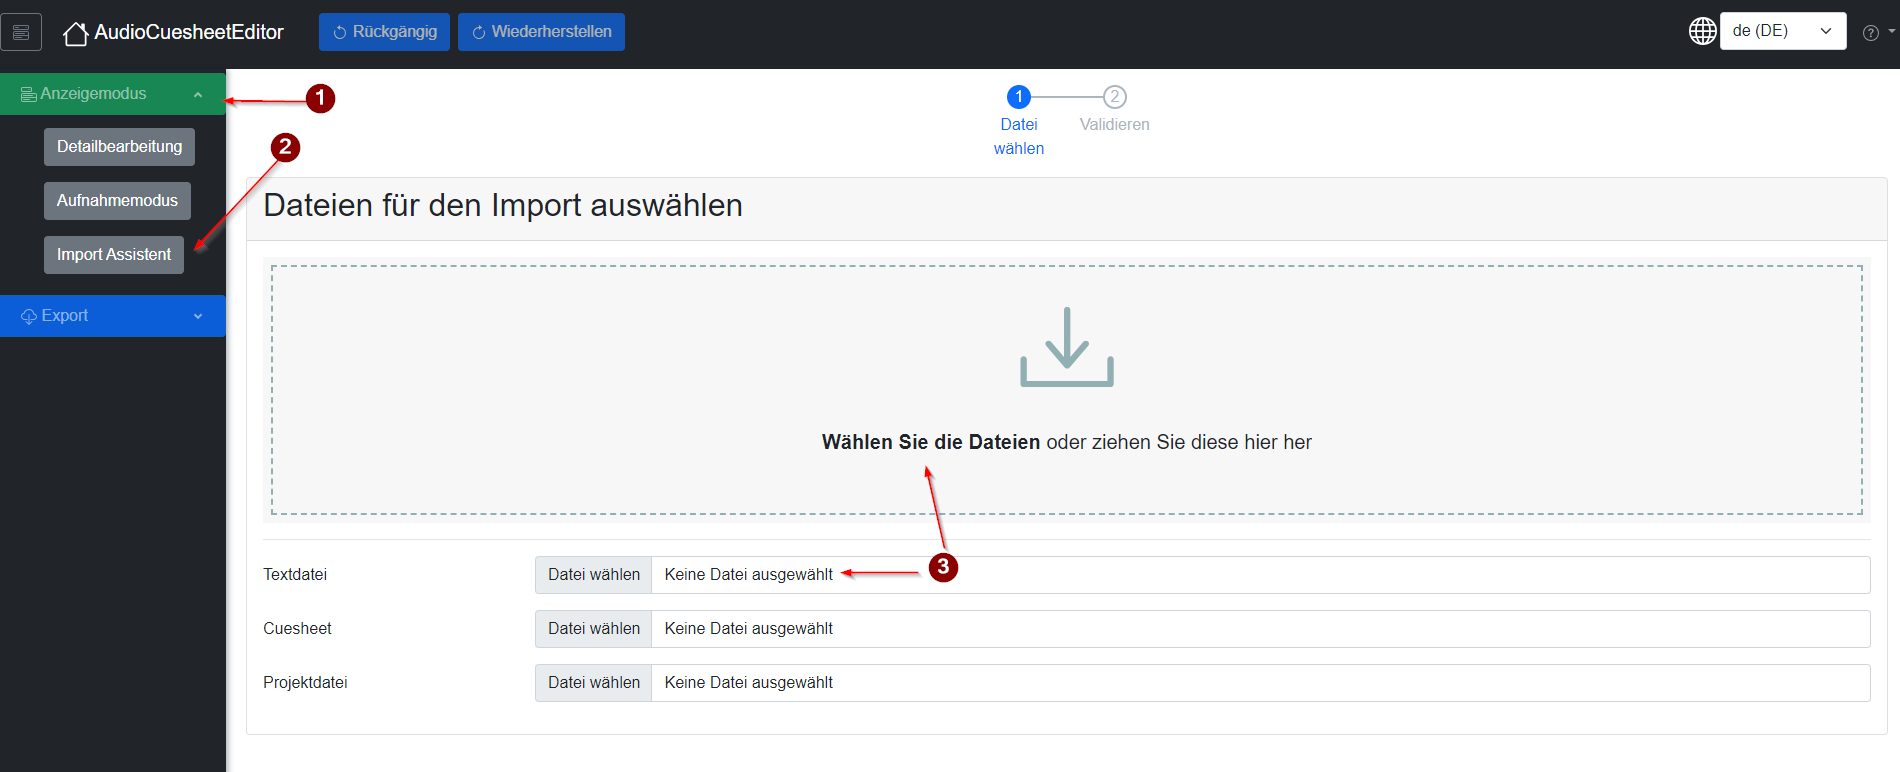 AudioCuesheetEditor
Rückgängig
Wiederherstellen
de (DE)
?
Anzeigemodus
1
Detailbearbeitung
2
Aufnahmemodus
Import Assistent
Export
1
2
Datei
wählen
Validieren
Dateien für den Import auswählen
Wählen Sie die Dateien oder ziehen Sie diese hier her
3
Textdatei
Datei wählen
Keine Datei ausgewählt
Cuesheet
Datei wählen
Keine Datei ausgewählt
Projektdatei
Datei wählen
Keine Datei ausgewählt